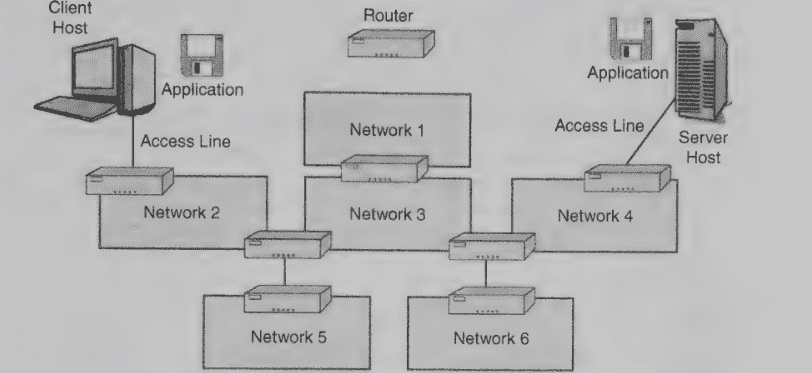 Client
Host
Router
Application
Application
Access Line
Network 1
Access Line
Server
Host
Network 2
Network 3
Network 4
Network 5
Network 6